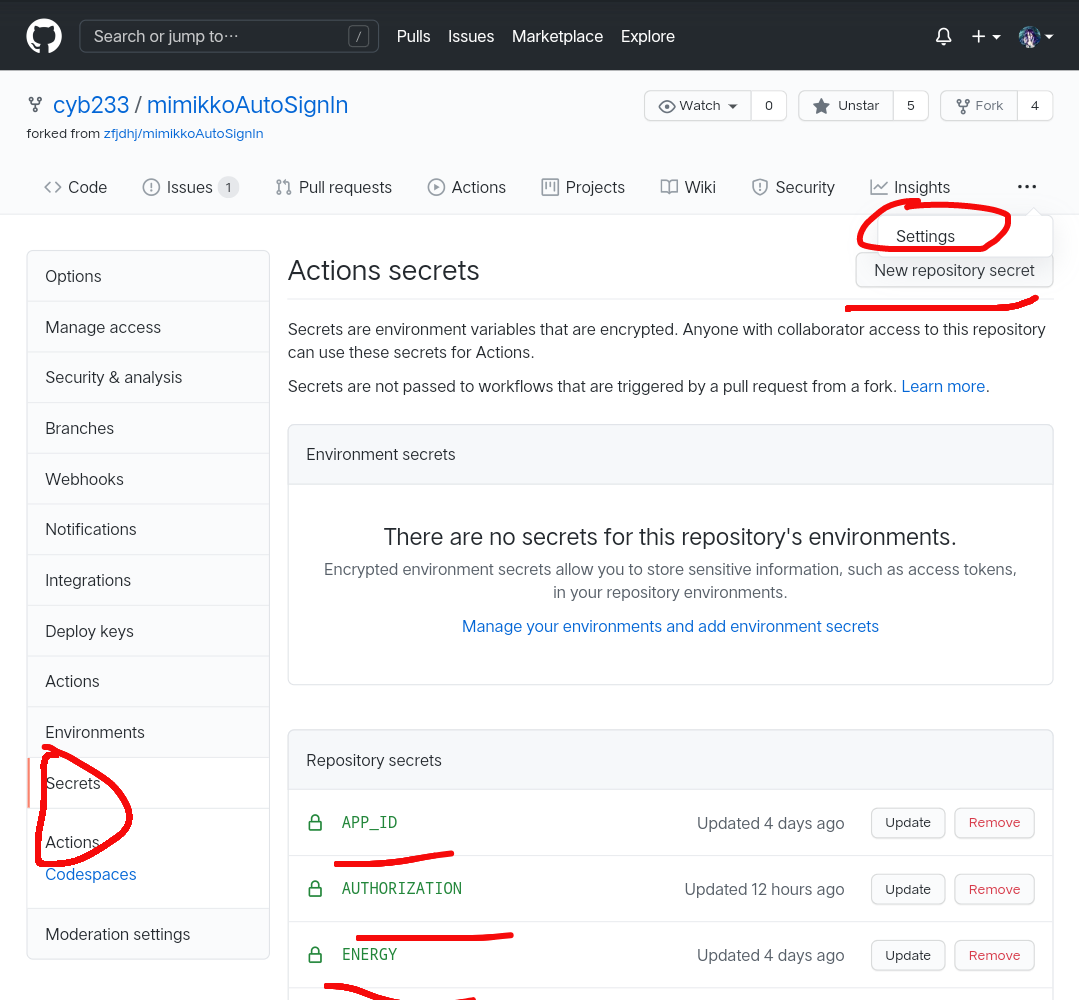 Search or jump to… /
Pulls Issues Marketplace Explore
cyb233 / mimikkoAutoSignIn
Watch 0 Unstar 5 Fork 4
forked from zfjdhj/mimikkoAutoSignIn
Code Issues 1 Pull requests Actions Projects Wiki Security Insights
Settings
Options
Manage access
Security & analysis
Branches
Webhooks
Notifications
Integrations
Deploy keys
Actions
Environments
Secrets
Actions
Codespaces
Moderation settings
Actions secrets
New repository secret
Secrets are environment variables that are encrypted. Anyone with collaborator access to this repository
can use these secrets for Actions.
Secrets are not passed to workflows that are triggered by a pull request from a fork. Learn more.
Environment secrets
There are no secrets for this repository's environments.
Encrypted environment secrets allow you to store sensitive information, such as access tokens,
in your repository environments.
Manage your environments and add environment secrets
Repository secrets
APP_ID Updated 4 days ago Update Remove
AUTHORIZATION Updated 12 hours ago Update Remove
ENERGY Updated 4 days ago Update Remove